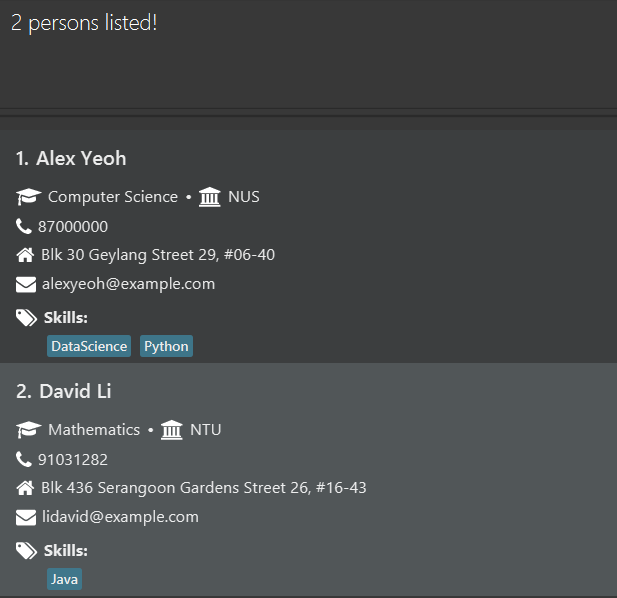 2 persons listed!
1. Alex Yeoh
Computer Science • NUS
87000000
Blk 30 Geylang Street 29, #06-40
alexyeoh@example.com
Skills:
DataScience Python
2. David Li
Mathematics • NTU
91031282
Blk 436 Serangoon Gardens Street 26, #16-43
lidavid@example.com
Skills:
Java